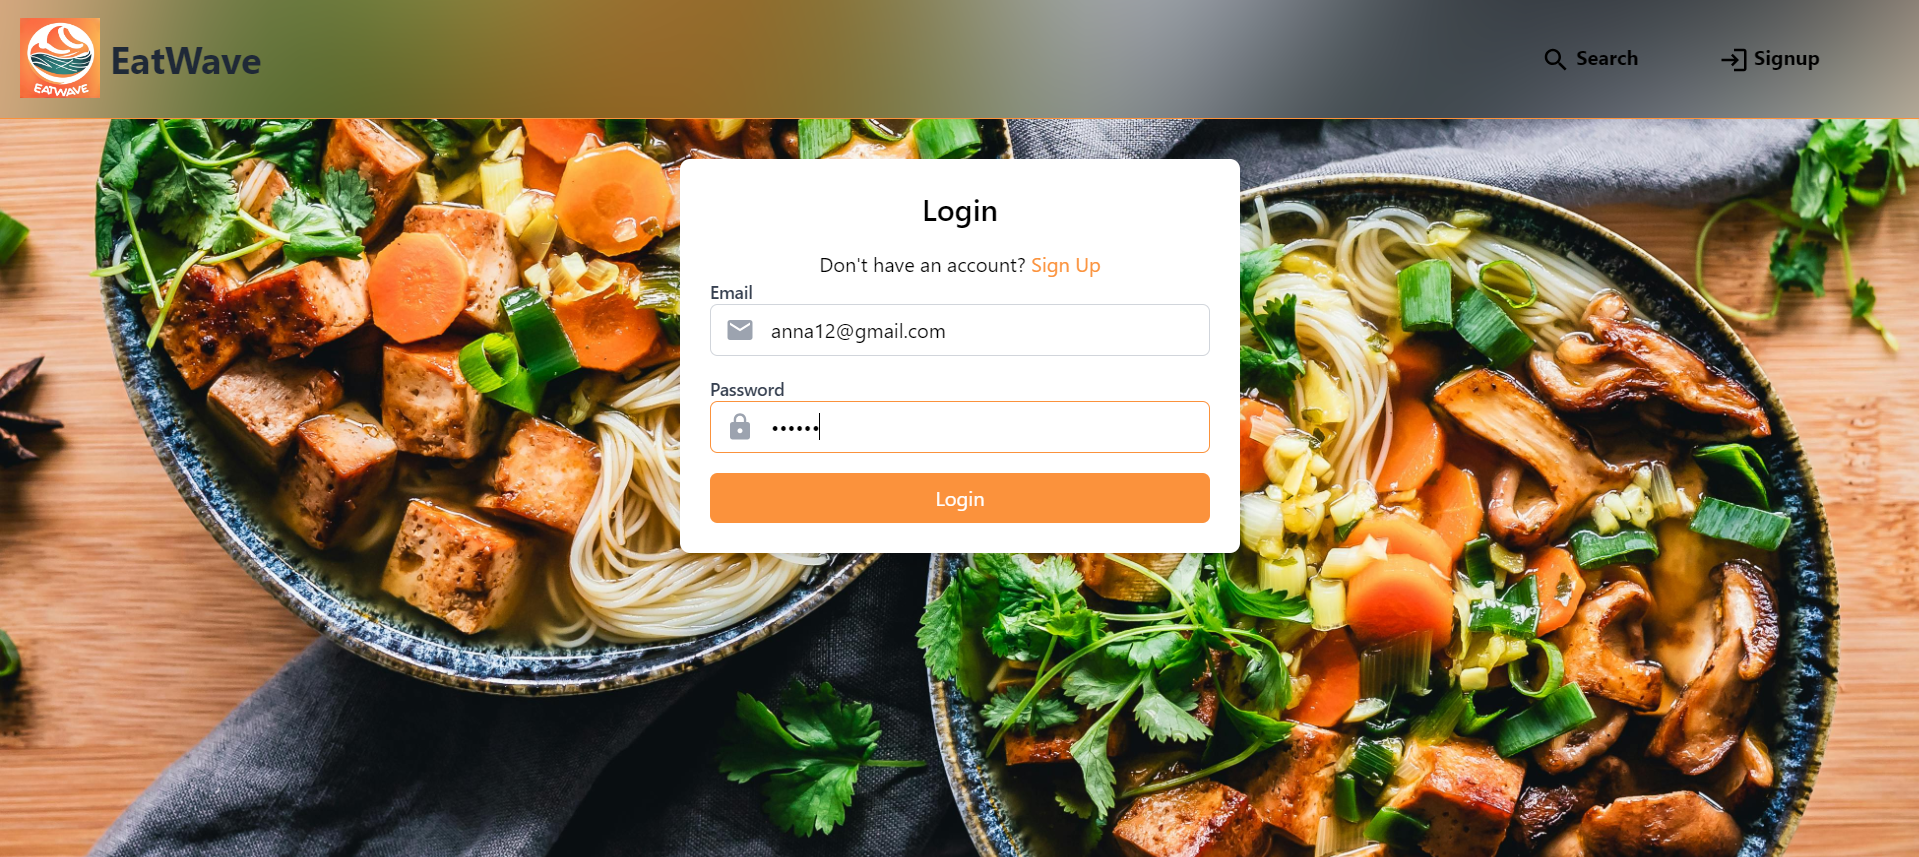 EATWAVE
EatWave
Search
Signup
Login
Don't have an account? Sign Up
Email
anna12@gmail.com
Password
••••••
Login